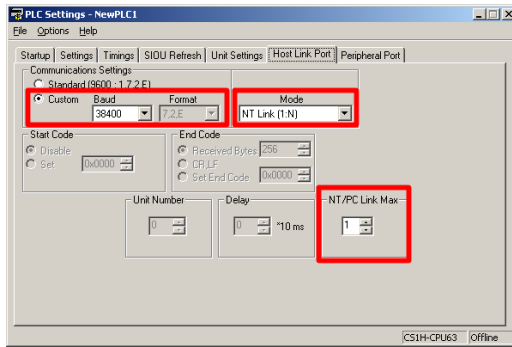 PLC Settings - NewPLC1
File Options Help
Startup Settings Timings SIOU Refresh Unit Settings Host Link Port Peripheral Port
Communications Settings
Standard (9600 ; 1,7,2,E)
Custom Baud Format Mode
38400 7,2,E NT Link (1:N)
Start Code End Code
Disable Received Bytes 256
Set 0x0000 CR,LF
Set End Code 0x0000
Unit Number Delay NT/PC Link Max
0 0 *10 ms 1
CS1H-CPU63 Offline